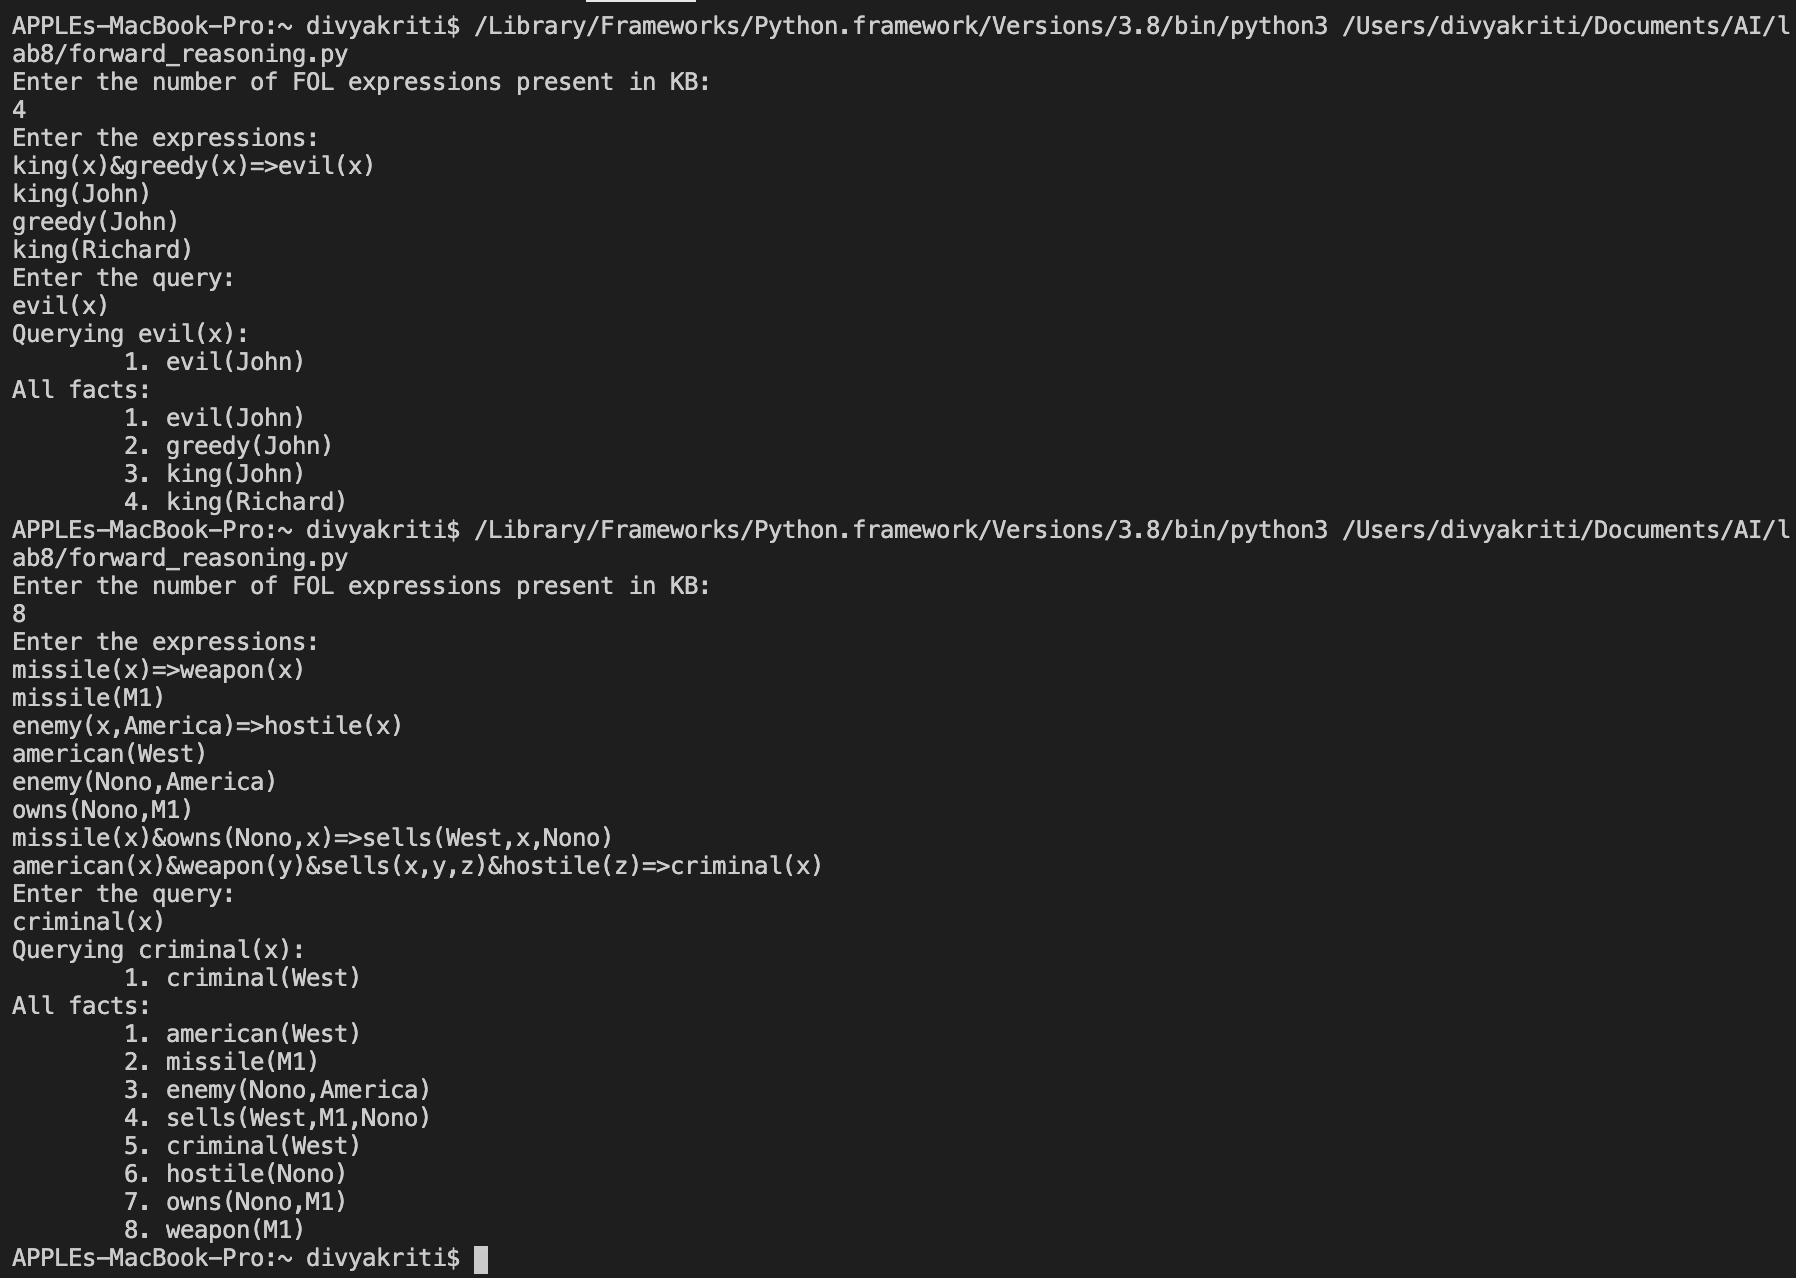 APPLEs-MacBook-Pro:~ divyakriti$ /Library/Frameworks/Python.framework/Versions/3.8/bin/python3 /Users/divyakriti/Documents/AI/l
ab8/forward_reasoning.py
Enter the number of FOL expressions present in KB:
4
Enter the expressions:
king(x)&greedy(x)=>evil(x)
king(John)
greedy(John)
king(Richard)
Enter the query:
evil(x)
Querying evil(x):
        1. evil(John)
All facts:
        1. evil(John)
        2. greedy(John)
        3. king(John)
        4. king(Richard)
APPLEs-MacBook-Pro:~ divyakriti$ /Library/Frameworks/Python.framework/Versions/3.8/bin/python3 /Users/divyakriti/Documents/AI/l
ab8/forward_reasoning.py
Enter the number of FOL expressions present in KB:
8
Enter the expressions:
missile(x)=>weapon(x)
missile(M1)
enemy(x,America)=>hostile(x)
american(West)
enemy(Nono,America)
owns(Nono,M1)
missile(x)&owns(Nono,x)=>sells(West,x,Nono)
american(x)&weapon(y)&sells(x,y,z)&hostile(z)=>criminal(x)
Enter the query:
criminal(x)
Querying criminal(x):
        1. criminal(West)
All facts:
        1. american(West)
        2. missile(M1)
        3. enemy(Nono,America)
        4. sells(West,M1,Nono)
        5. criminal(West)
        6. hostile(Nono)
        7. owns(Nono,M1)
        8. weapon(M1)
APPLEs-MacBook-Pro:~ divyakriti$